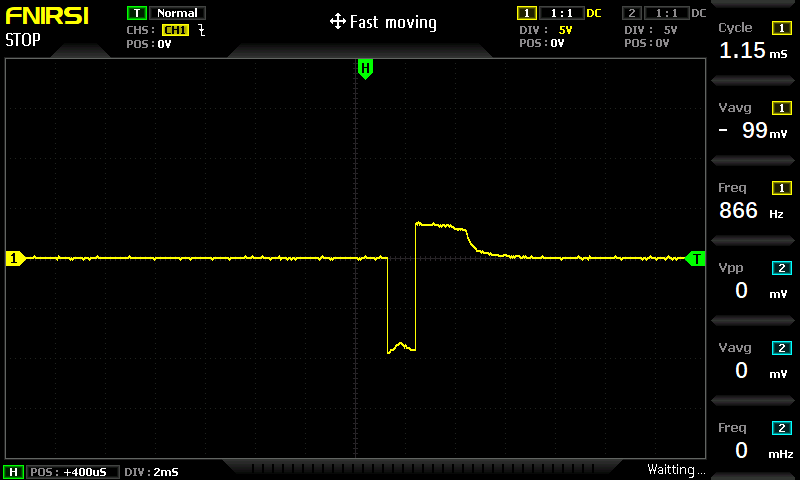 FNIRSI
STOP
T Normal
CHS: CH1
POS:0V
Fast moving
1 1:1 DC
DIV: 5V
POS:0V
2 1:1 DC
DIV: 5V
POS:0V
H
1
T
Cycle 1
1.15 mS
Vavg 1
- 99 mV
Freq 1
866 Hz
Vpp 2
0 mV
Vavg 2
0 mV
Freq 2
0 mHz
H POS: +400uS DIV:2mS
Waitting...